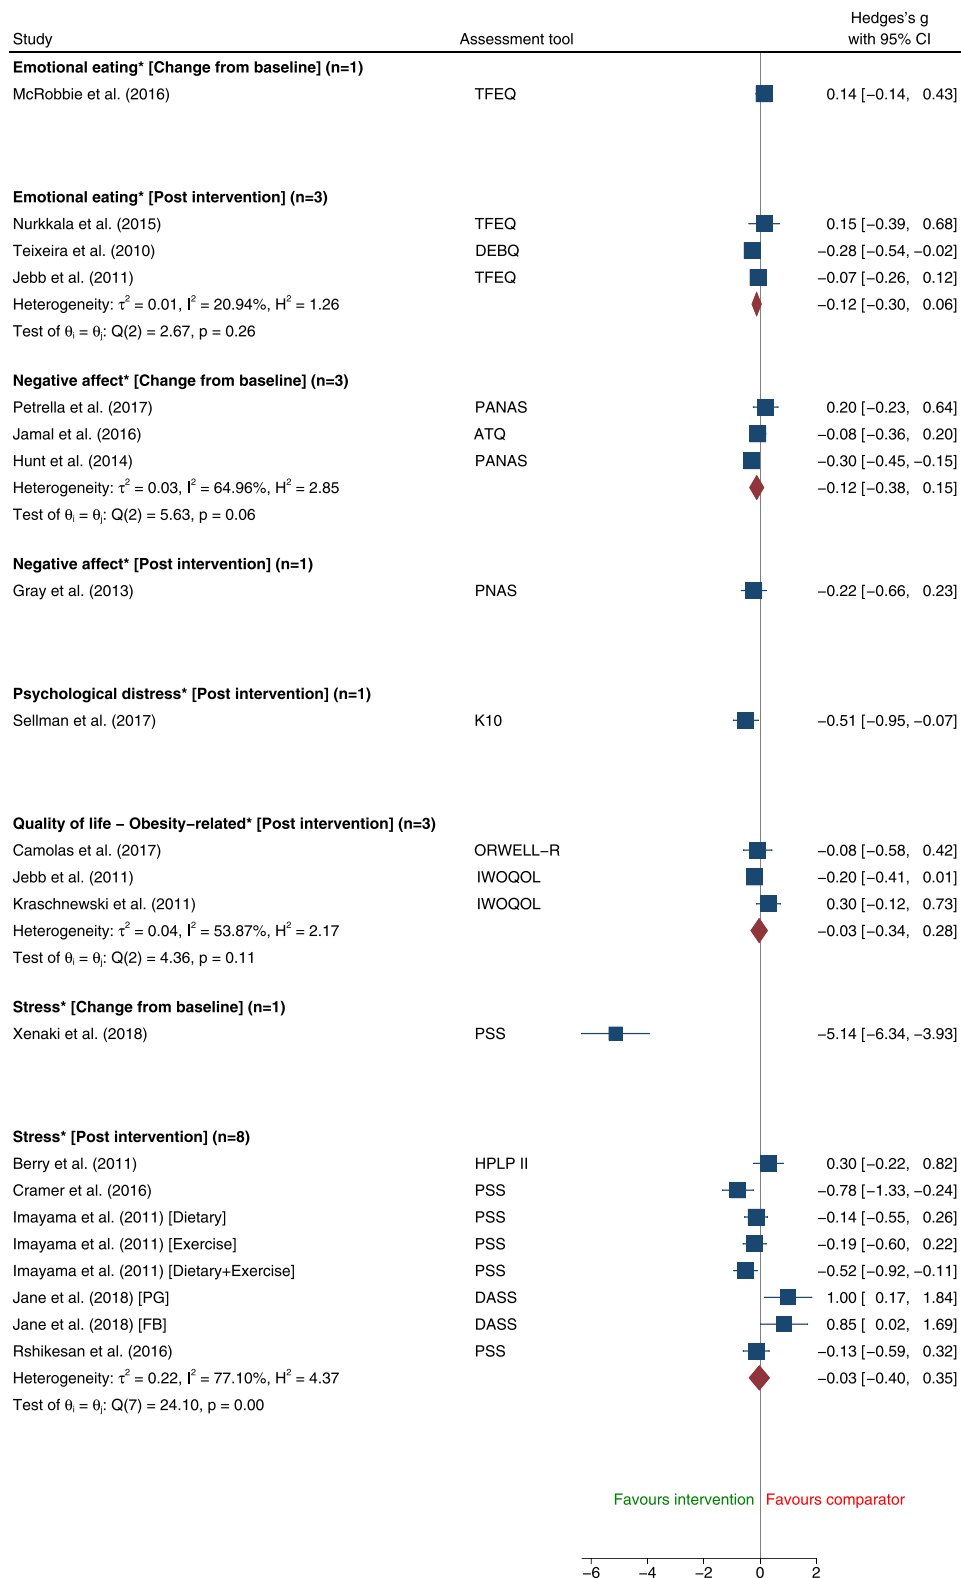 Hedges's g
Study Assessment tool with 95% CI
Emotional eating* [Change from baseline] (n=1)
McRobbie et al. (2016) TFEQ 0.14 [−0.14, 0.43]
Emotional eating* [Post intervention] (n=3)
Nurkkala et al. (2015) TFEQ 0.15 [−0.39, 0.68]
Teixeira et al. (2010) DEBQ −0.28 [−0.54, −0.02]
Jebb et al. (2011) TFEQ −0.07 [−0.26, 0.12]
Heterogeneity: τ² = 0.01, I² = 20.94%, H² = 1.26 −0.12 [−0.30, 0.06]
Test of θᵢ = θⱼ: Q(2) = 2.67, p = 0.26
Negative affect* [Change from baseline] (n=3)
Petrella et al. (2017) PANAS 0.20 [−0.23, 0.64]
Jamal et al. (2016) ATQ −0.08 [−0.36, 0.20]
Hunt et al. (2014) PANAS −0.30 [−0.45, −0.15]
Heterogeneity: τ² = 0.03, I² = 64.96%, H² = 2.85 −0.12 [−0.38, 0.15]
Test of θᵢ = θⱼ: Q(2) = 5.63, p = 0.06
Negative affect* [Post intervention] (n=1)
Gray et al. (2013) PNAS −0.22 [−0.66, 0.23]
Psychological distress* [Post intervention] (n=1)
Sellman et al. (2017) K10 −0.51 [−0.95, −0.07]
Quality of life − Obesity−related* [Post intervention] (n=3)
Camolas et al. (2017) ORWELL−R −0.08 [−0.58, 0.42]
Jebb et al. (2011) IWOQOL −0.20 [−0.41, 0.01]
Kraschnewski et al. (2011) IWOQOL 0.30 [−0.12, 0.73]
Heterogeneity: τ² = 0.04, I² = 53.87%, H² = 2.17 −0.03 [−0.34, 0.28]
Test of θᵢ = θⱼ: Q(2) = 4.36, p = 0.11
Stress* [Change from baseline] (n=1)
Xenaki et al. (2018) PSS −5.14 [−6.34, −3.93]
Stress* [Post intervention] (n=8)
Berry et al. (2011) HPLP II 0.30 [−0.22, 0.82]
Cramer et al. (2016) PSS −0.78 [−1.33, −0.24]
Imayama et al. (2011) [Dietary] PSS −0.14 [−0.55, 0.26]
Imayama et al. (2011) [Exercise] PSS −0.19 [−0.60, 0.22]
Imayama et al. (2011) [Dietary+Exercise] PSS −0.52 [−0.92, −0.11]
Jane et al. (2018) [PG] DASS 1.00 [ 0.17, 1.84]
Jane et al. (2018) [FB] DASS 0.85 [ 0.02, 1.69]
Rshikesan et al. (2016) PSS −0.13 [−0.59, 0.32]
Heterogeneity: τ² = 0.22, I² = 77.10%, H² = 4.37 −0.03 [−0.40, 0.35]
Test of θᵢ = θⱼ: Q(7) = 24.10, p = 0.00
Favours intervention Favours comparator
−6 −4 −2 0 2